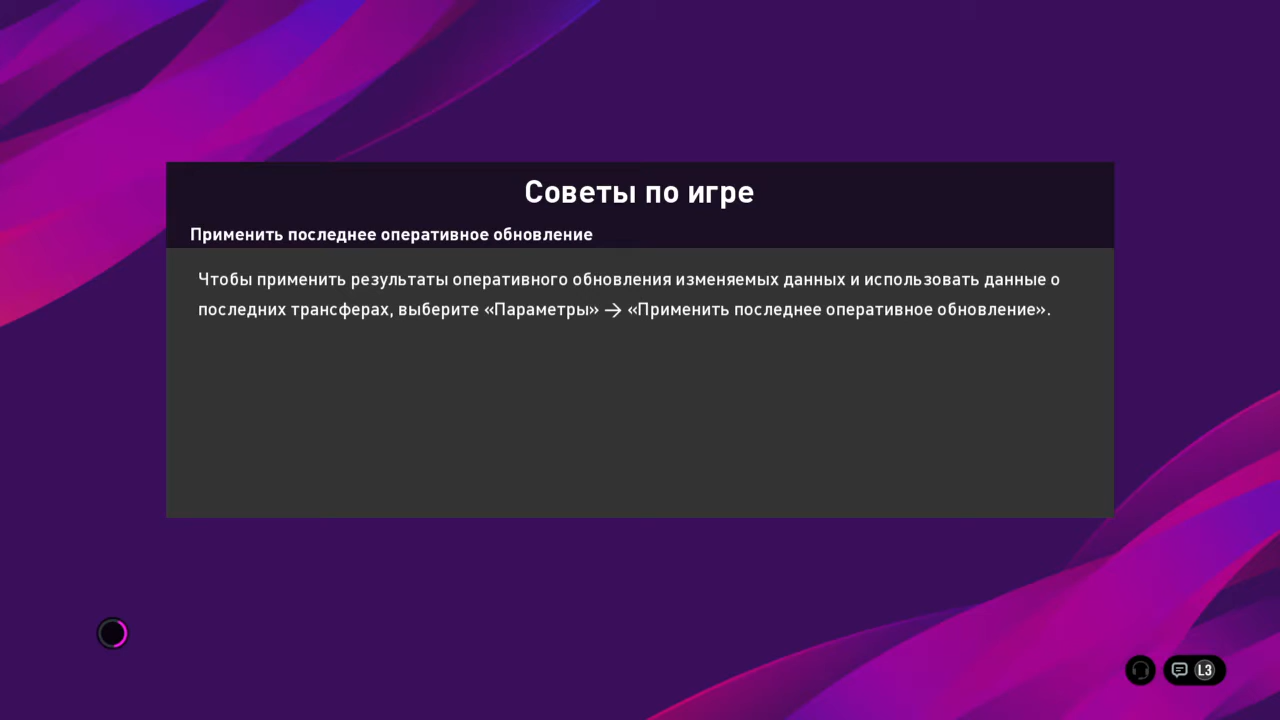 Советы по игре
Применить последнее оперативное обновление
Чтобы применить результаты оперативного обновления изменяемых данных и использовать данные о
последних трансферах, выберите «Параметры» → «Применить последнее оперативное обновление».
L3